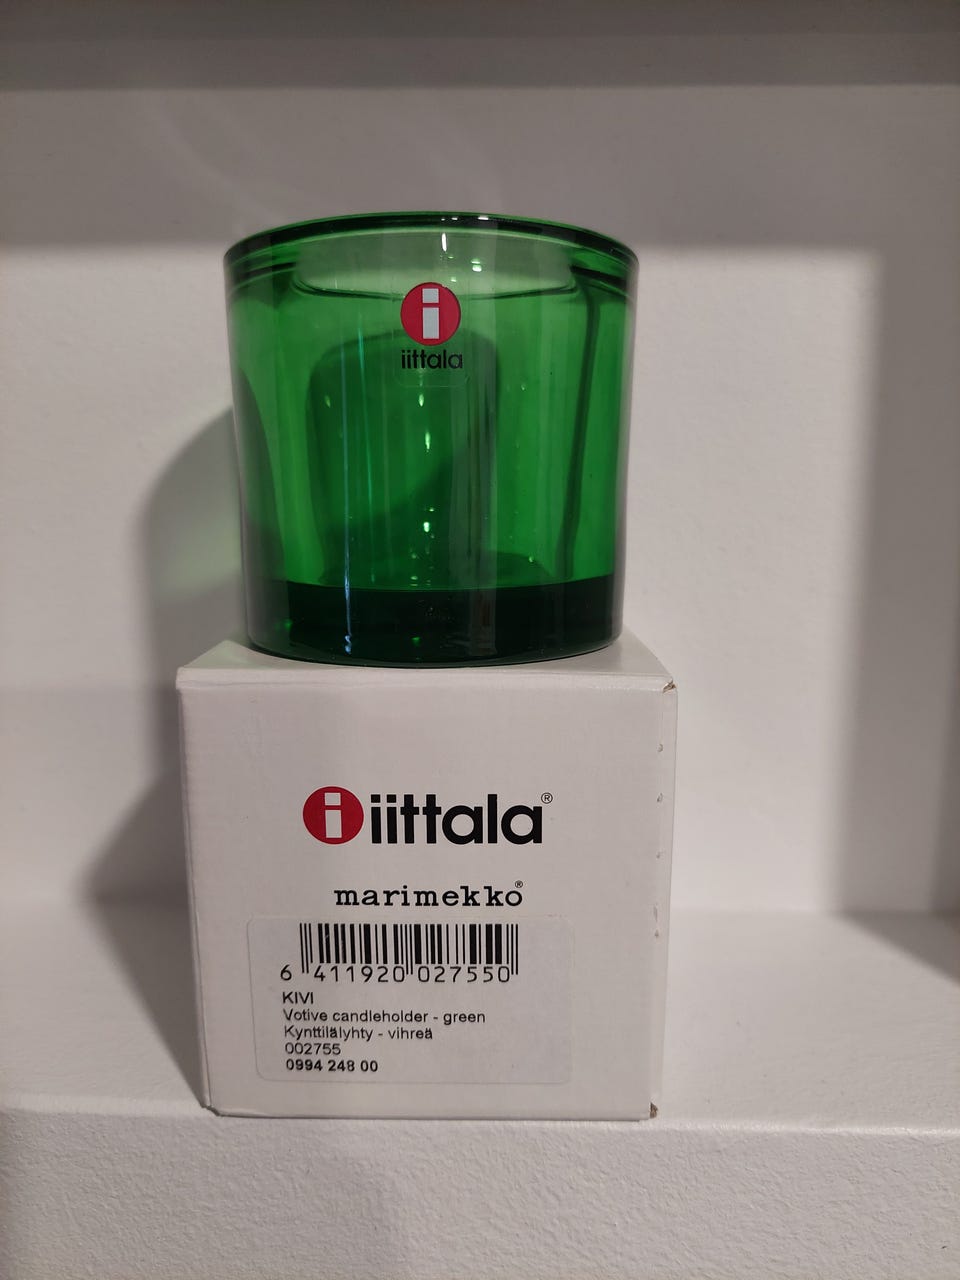 i
iittala
i iittala®
marimekko®
6 411920 027550
KIVI
Votive candleholder - green
Kynttilälyhty - vihreä
002755
0994 248 00